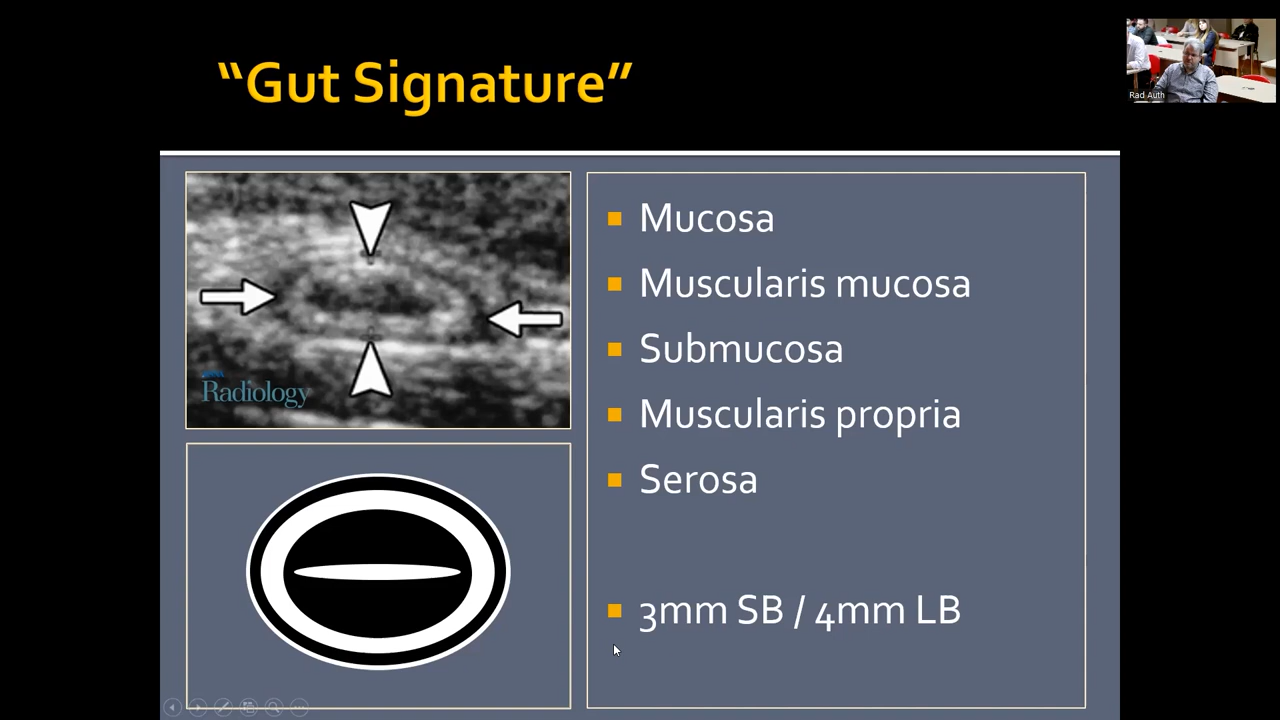 “Gut Signature”
Rad Auth
Radiology
Mucosa
Muscularis mucosa
Submucosa
Muscularis propria
Serosa
3mm SB / 4mm LB